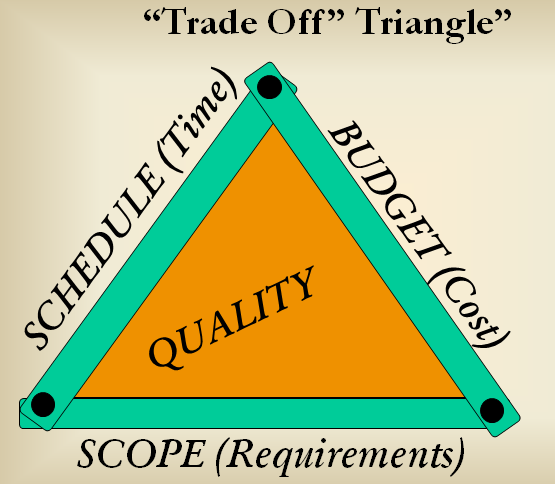 “Trade Off” Triangle”
SCHEDULE (Time)
BUDGET (Cost)
QUALITY
SCOPE (Requirements)